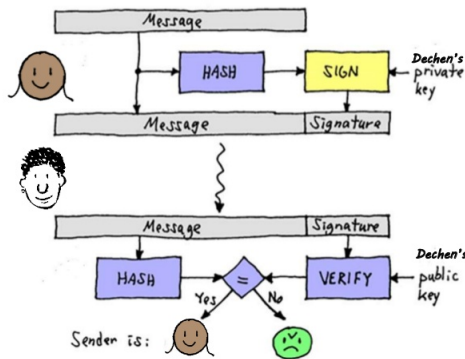 Message
HASH
SIGN
Dechen's
private
key
Message
Signature
Message
Signature
HASH
=
VERIFY
Dechen's
public
key
Yes
No
Sender is: